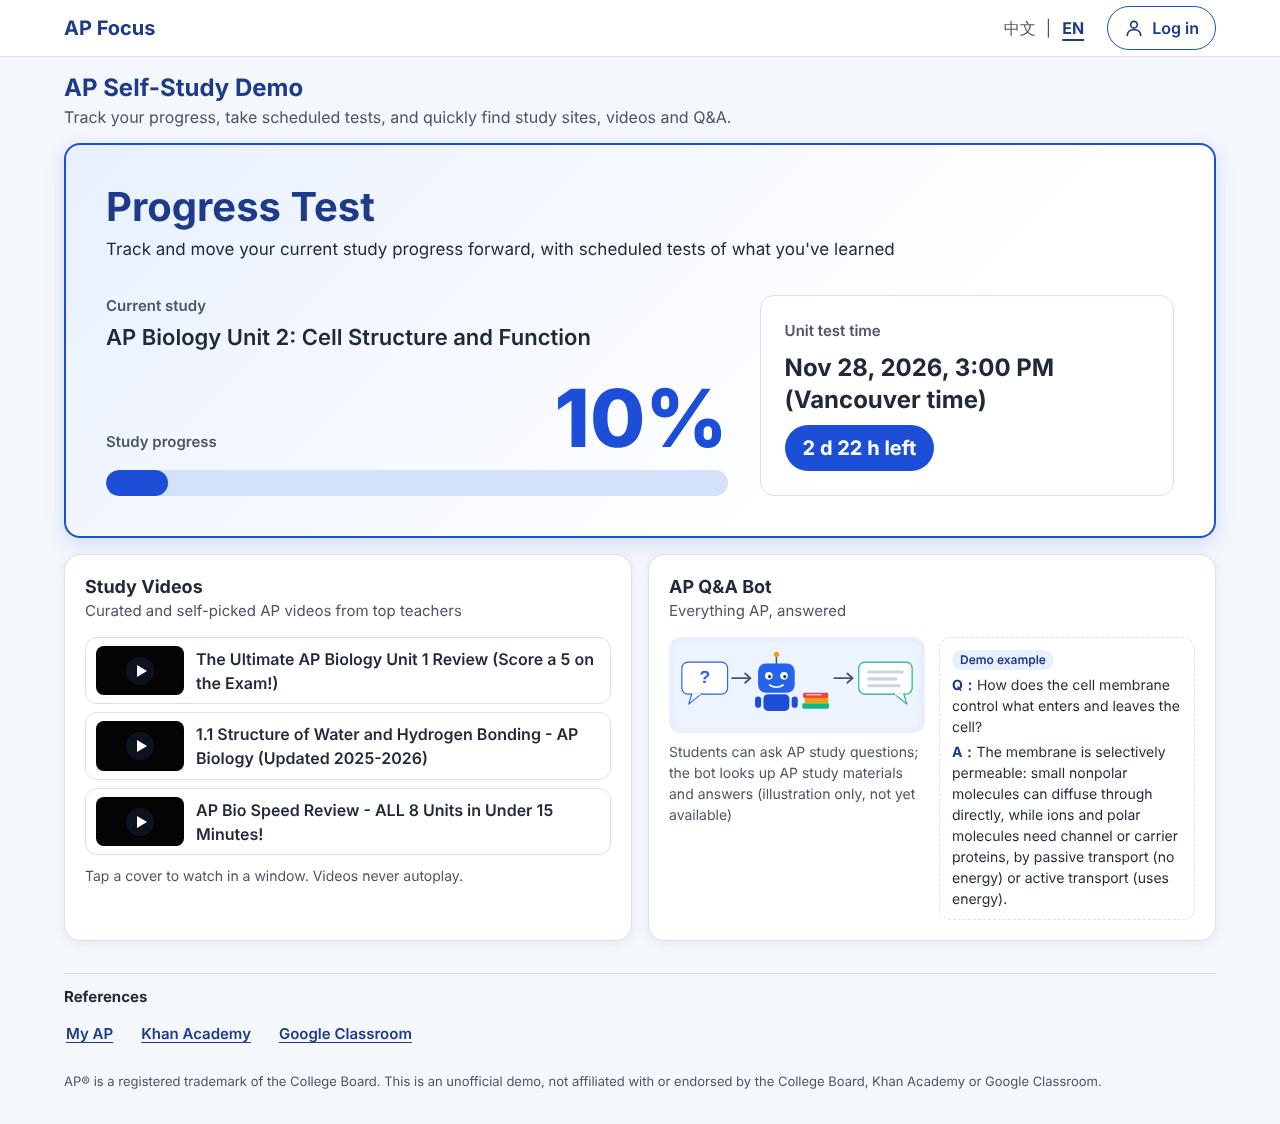 AP Focus
中文 | EN
Log in
AP Self-Study Demo
Track your progress, take scheduled tests, and quickly find study sites, videos and Q&A.
Progress Test
Track and move your current study progress forward, with scheduled tests of what you've learned
Current study
AP Biology Unit 2: Cell Structure and Function
Study progress
10%
Unit test time
Nov 28, 2026, 3:00 PM
(Vancouver time)
2 d 22 h left
Study Videos
Curated and self-picked AP videos from top teachers
The Ultimate AP Biology Unit 1 Review (Score a 5 on
the Exam!)
1.1 Structure of Water and Hydrogen Bonding - AP
Biology (Updated 2025-2026)
AP Bio Speed Review - ALL 8 Units in Under 15
Minutes!
Tap a cover to watch in a window. Videos never autoplay.
AP Q&A Bot
Everything AP, answered
?
Students can ask AP study questions;
the bot looks up AP study materials
and answers (illustration only, not yet
available)
Demo example
Q：How does the cell membrane
control what enters and leaves the
cell?
A：The membrane is selectively
permeable: small nonpolar
molecules can diffuse through
directly, while ions and polar
molecules need channel or carrier
proteins, by passive transport (no
energy) or active transport (uses
energy).
References
My AP
Khan Academy
Google Classroom
AP® is a registered trademark of the College Board. This is an unofficial demo, not affiliated with or endorsed by the College Board, Khan Academy or Google Classroom.